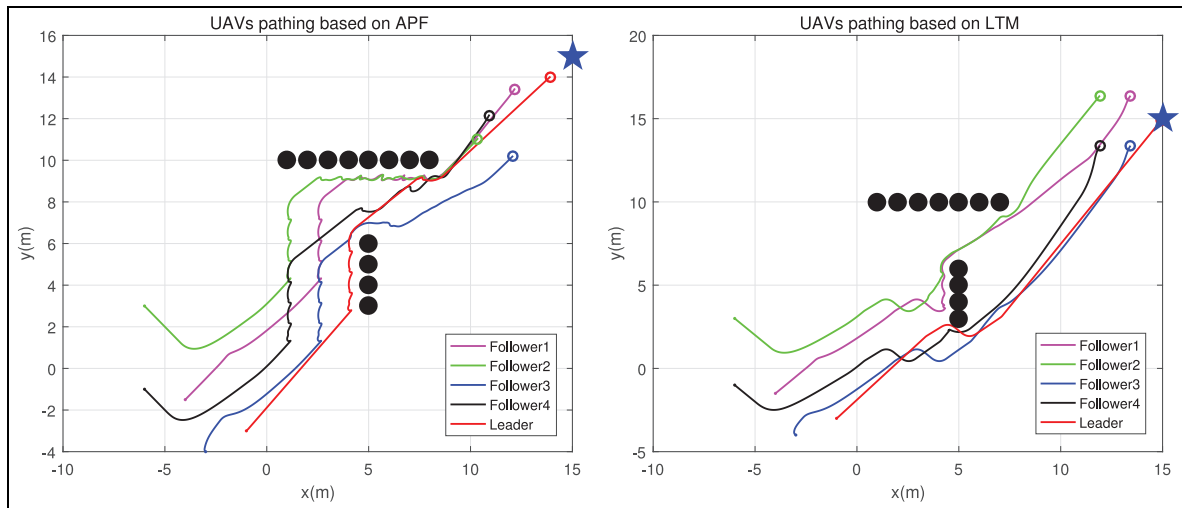 UAVs pathing based on APF
16
14
12
10
8
6
4
2
0
-2
-4
y(m)
-10
-5
0
5
10
15
x(m)
Follower1
Follower2
Follower3
Follower4
Leader
UAVs pathing based on LTM
20
15
10
5
0
-5
y(m)
-10
-5
0
5
10
15
x(m)
Follower1
Follower2
Follower3
Follower4
Leader